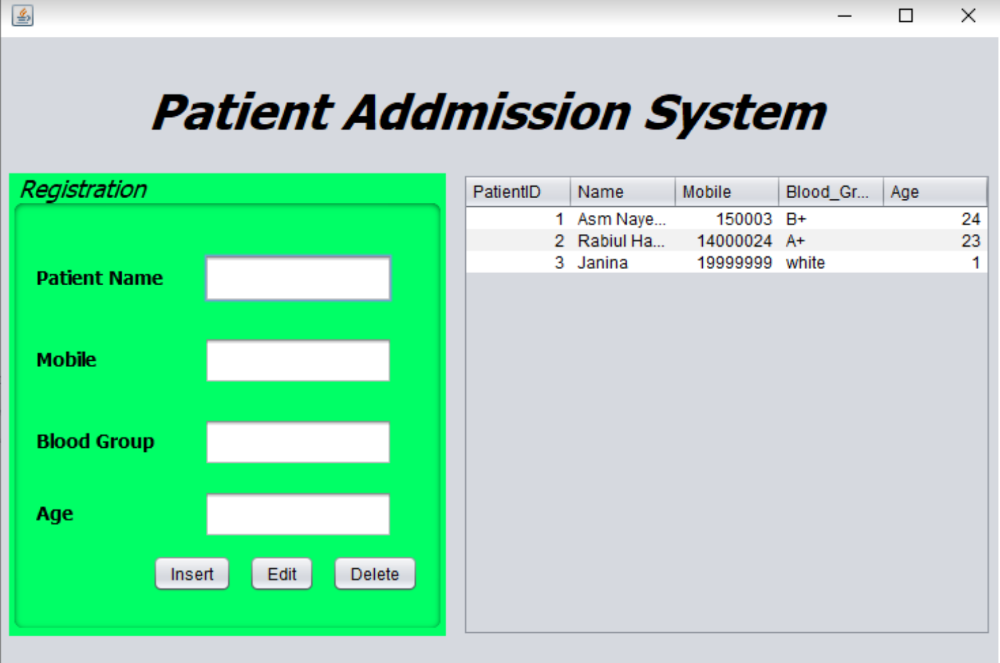 Patient Addmission System
Registration
Patient Name
Mobile
Blood Group
Age
Insert Edit Delete
PatientID Name Mobile Blood_Gr... Age
1 Asm Naye... 150003 B+ 24
2 Rabiul Ha... 14000024 A+ 23
3 Janina 19999999 white 1